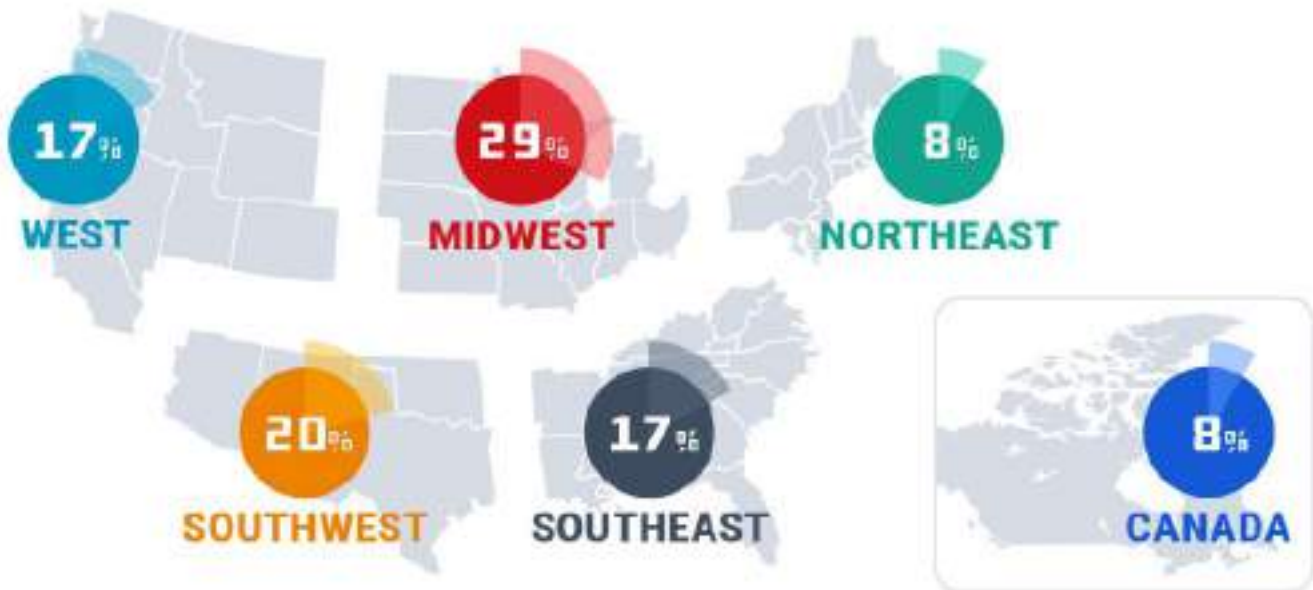 17%
WEST
29%
MIDWEST
8%
NORTHEAST
20%
SOUTHWEST
17%
SOUTHEAST
8%
CANADA